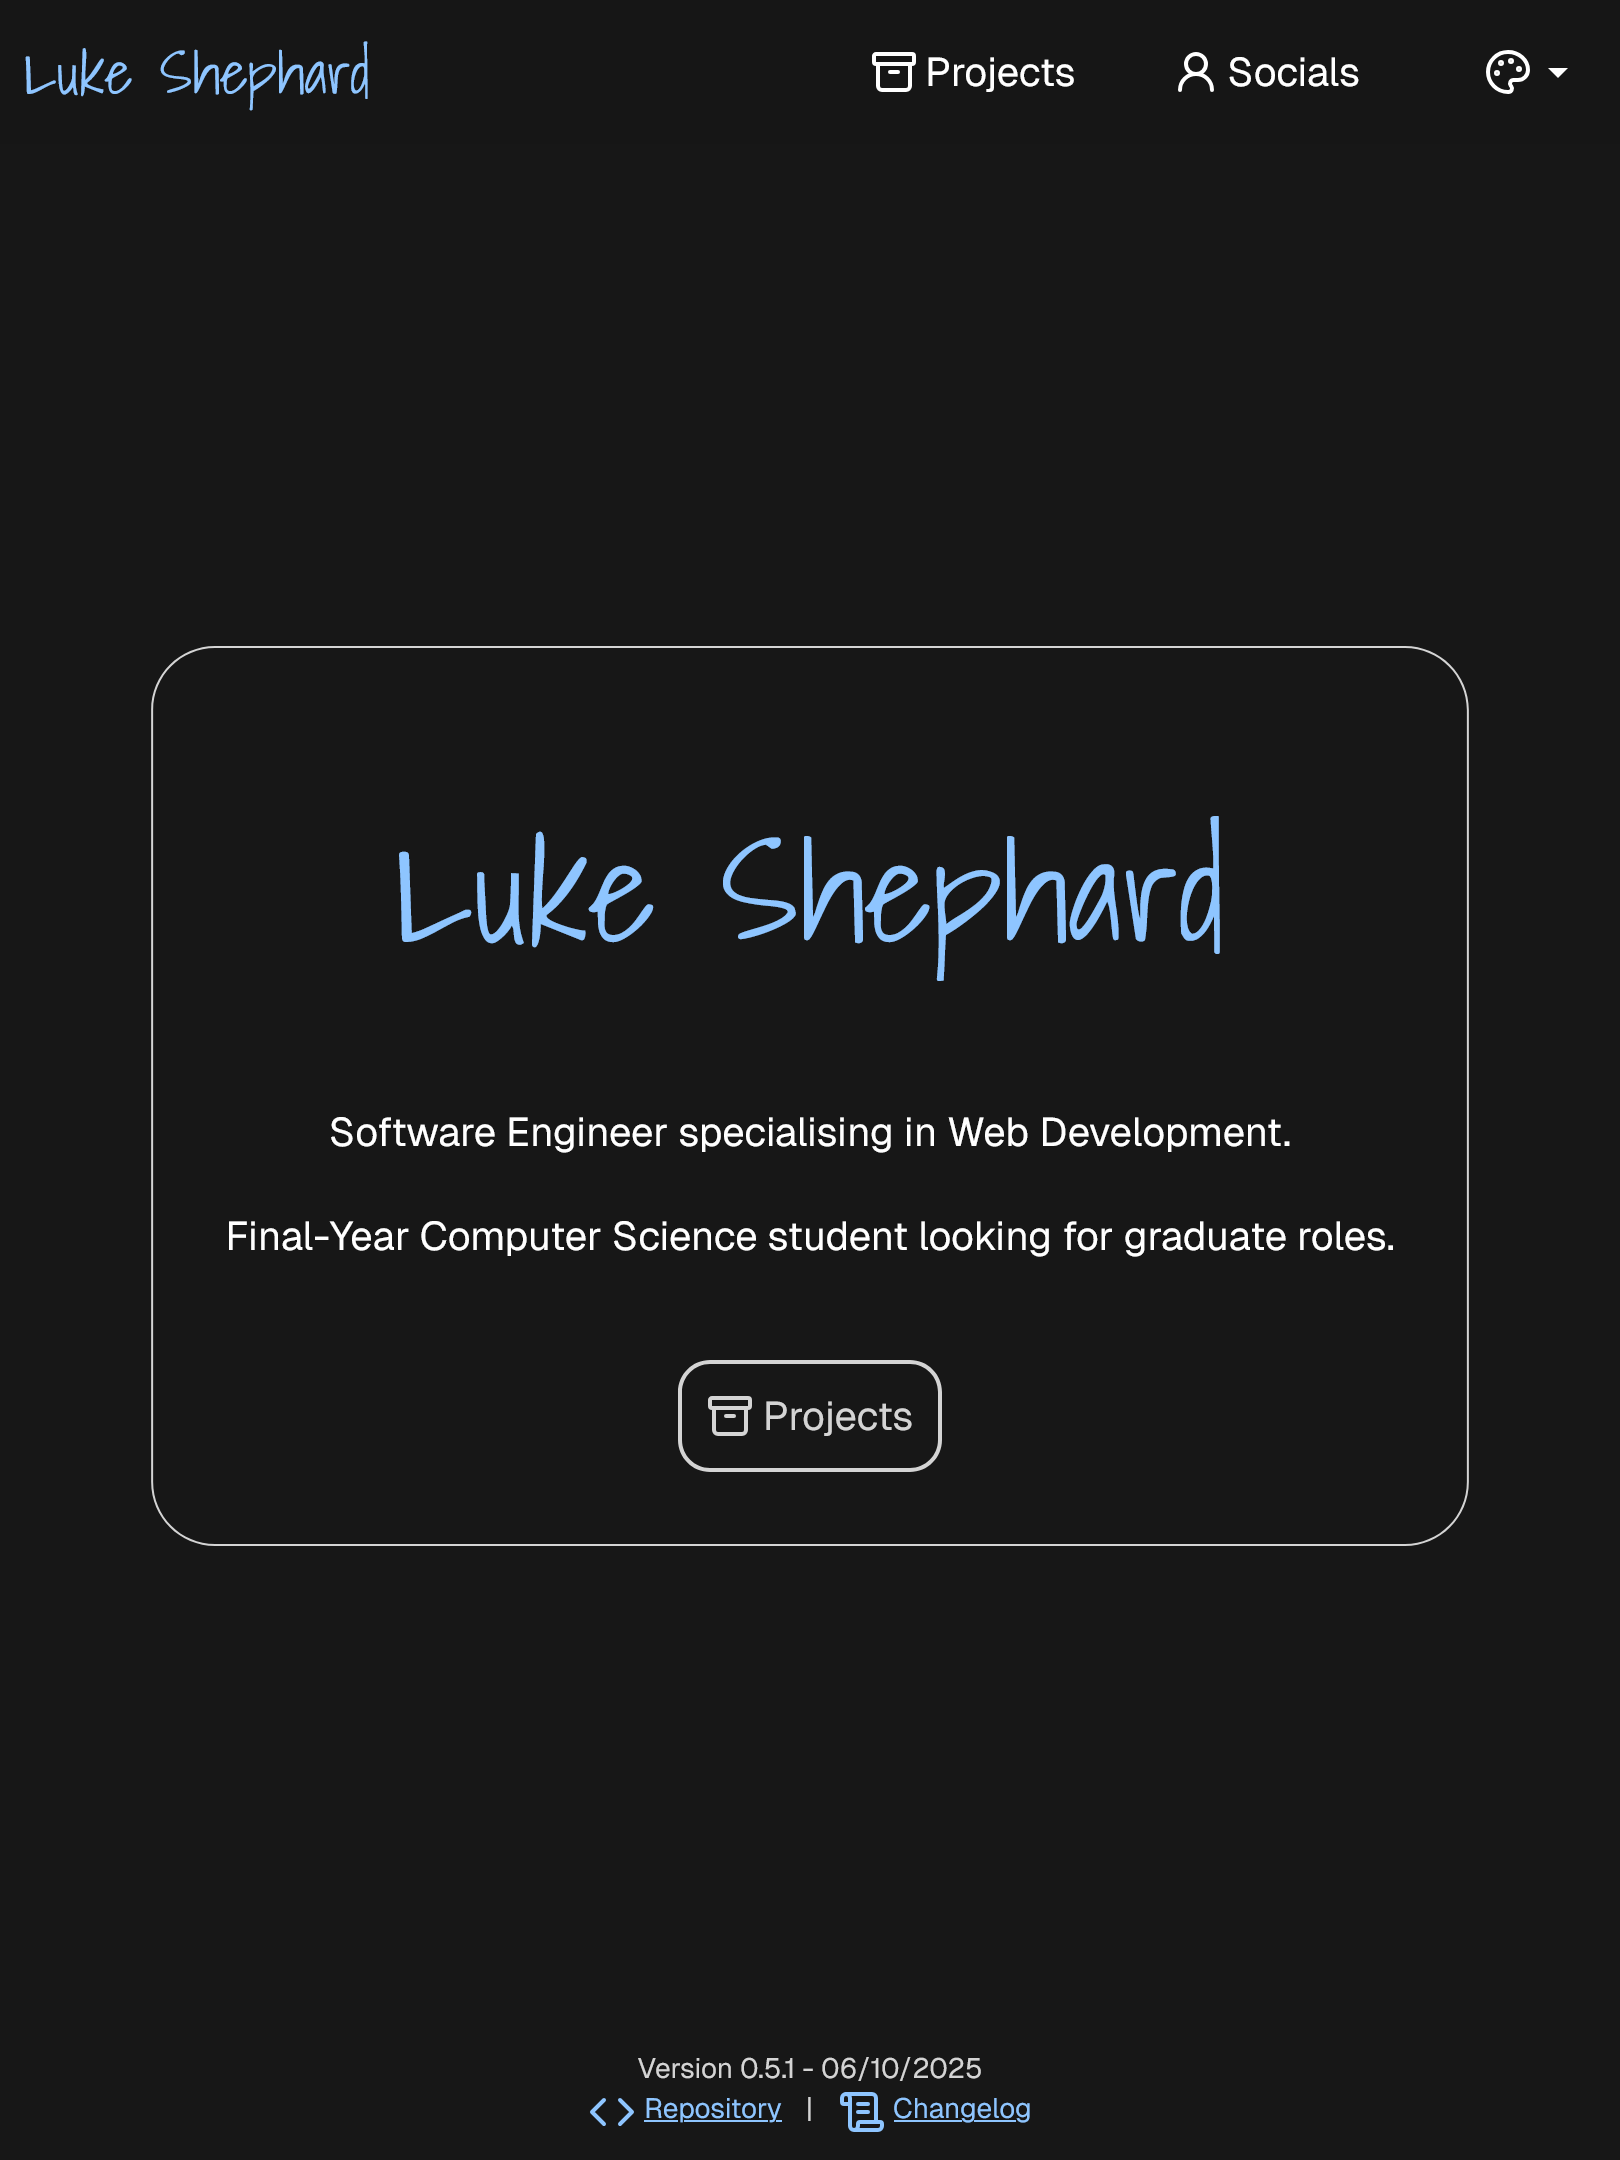 Luke Shephard
Projects
Socials
Luke Shephard
Software Engineer specialising in Web Development.
Final-Year Computer Science student looking for graduate roles.
Projects
Version 0.5.1 - 06/10/2025
Repository | Changelog